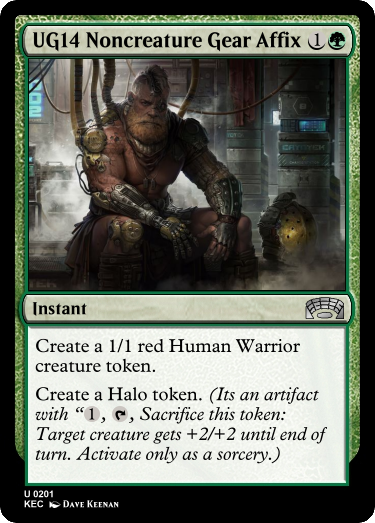 UG14 Noncreature Gear Affix 1
Instant
Create a 1/1 red Human Warrior
creature token.
Create a Halo token. (Its an artifact
with “1, , Sacrifice this token:
Target creature gets +2/+2 until end of
turn. Activate only as a sorcery.)
U 0201
KEC Dave Keenan